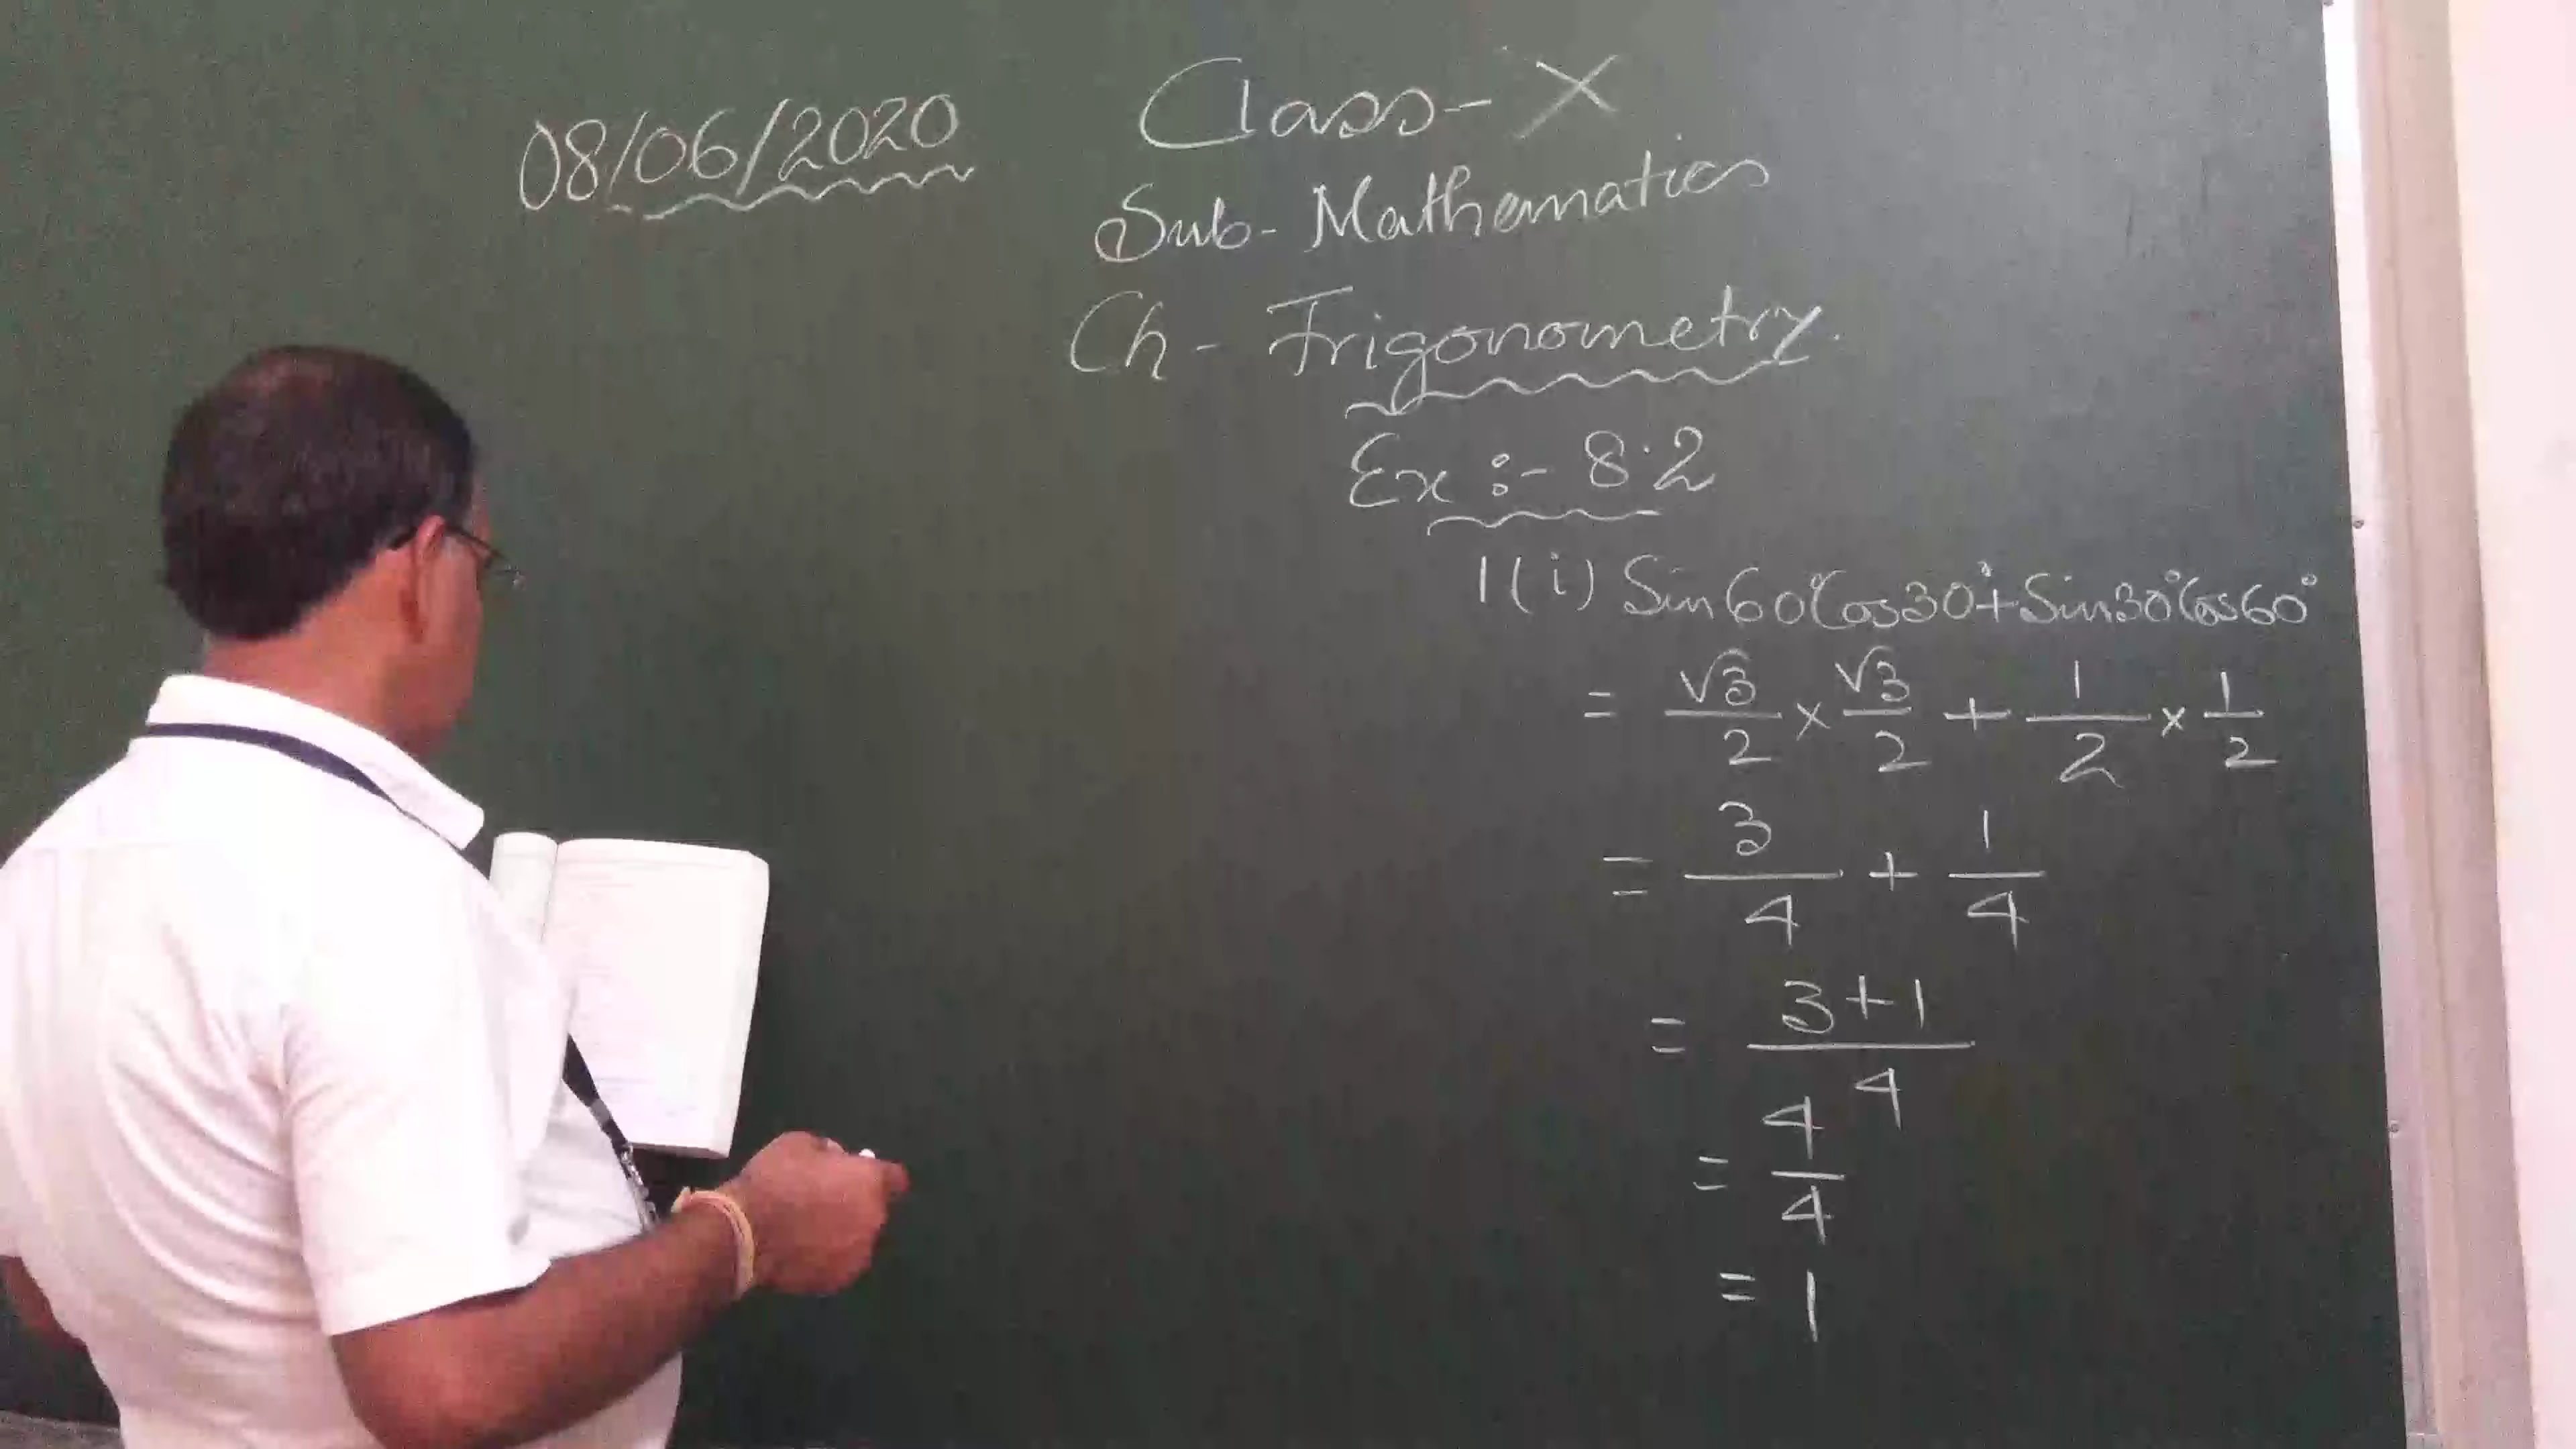 08/06/2020
Class- X
Sub- Mathematics
Ch - Trigonometry.
Ex :- 8.2
1(i) Sin60°Cos30°+Sin30°Cos60°
= √3/2 × √3/2 + 1/2 × 1/2
= 3/4 + 1/4
= 3+1/4
= 4/4
= 1